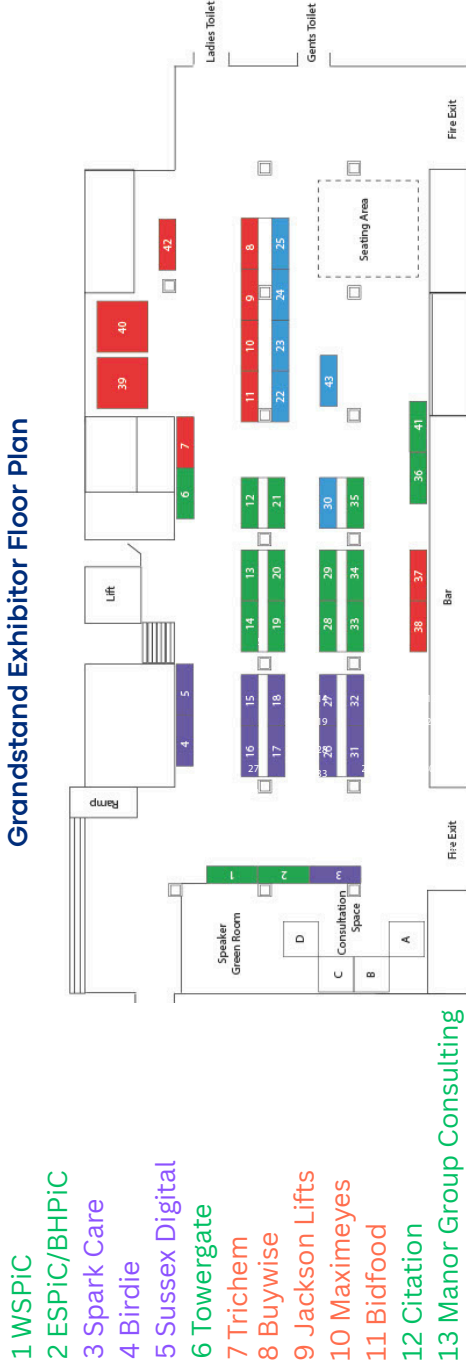 Grandstand Exhibitor Floor Plan
Ladies Toilet
Gents Toilet
Fire Exit
Seating Area
42
40
39
8
9
10
11
25
24
23
22
43
7
6
41
36
12
21
30
35
Lift
13
14
20
19
29
28
34
33
37
38
Bar
5
4
15
16
18
17
27
32
31
Ramp
Fire Exit
1
2
3
Speaker
Green Room
Consultation
Space
D
C
B
A
1 WSPiC
2 ESPiC/BHPiC
3 Spark Care
4 Birdie
5 Sussex Digital
6 Towergate
7 Trichem
8 Buywise
9 Jackson Lifts
10 Maximeyes
11 Bidfood
12 Citation
13 Manor Group Consulting